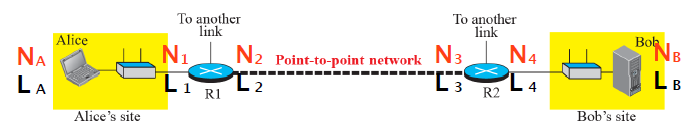 To another
link
To another
link
Alice
Bob
NA
N1
N2
Point-to-point network
N3
N4
NB
LA
L1
R1
L2
L3
R2
L4
LB
Alice's site
Bob's site